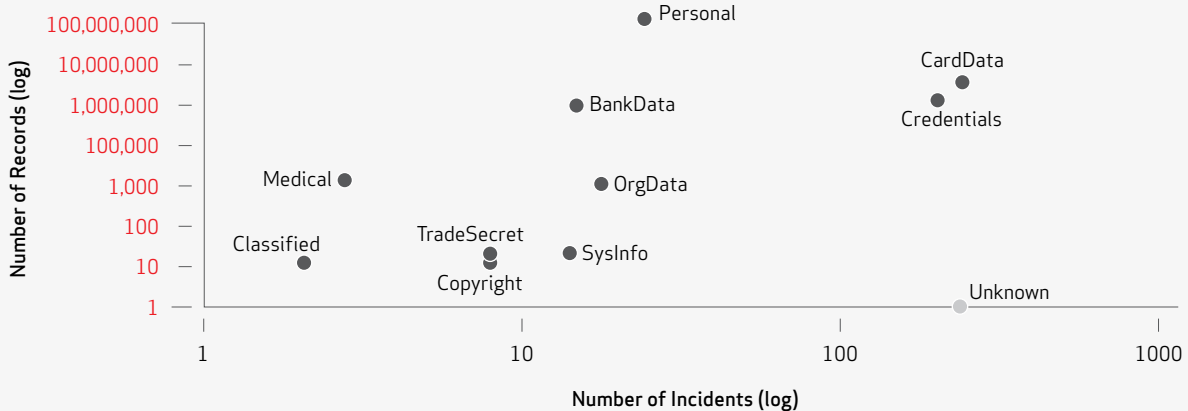 Number of Records (log)
100,000,000
10,000,000
1,000,000
100,000
1,000
100
10
1
Personal
CardData
BankData
Credentials
Medical
OrgData
TradeSecret
Classified
SysInfo
Copyright
Unknown
1 10 100 1000
Number of Incidents (log)